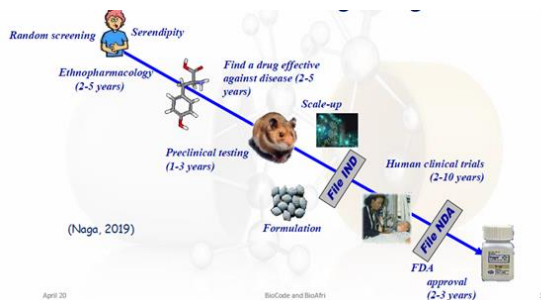 Random screening
Serendipity
Ethnopharmacology
(2-5 years)
Find a drug effective
against disease (2-5
years)
Scale-up
Preclinical testing
(1-3 years)
File IND
Human clinical trials
(2-10 years)
Formulation
File NDA
(Naga, 2019)
FDA
approval
(2-3 years)
April 20
BioCode and BioAfri